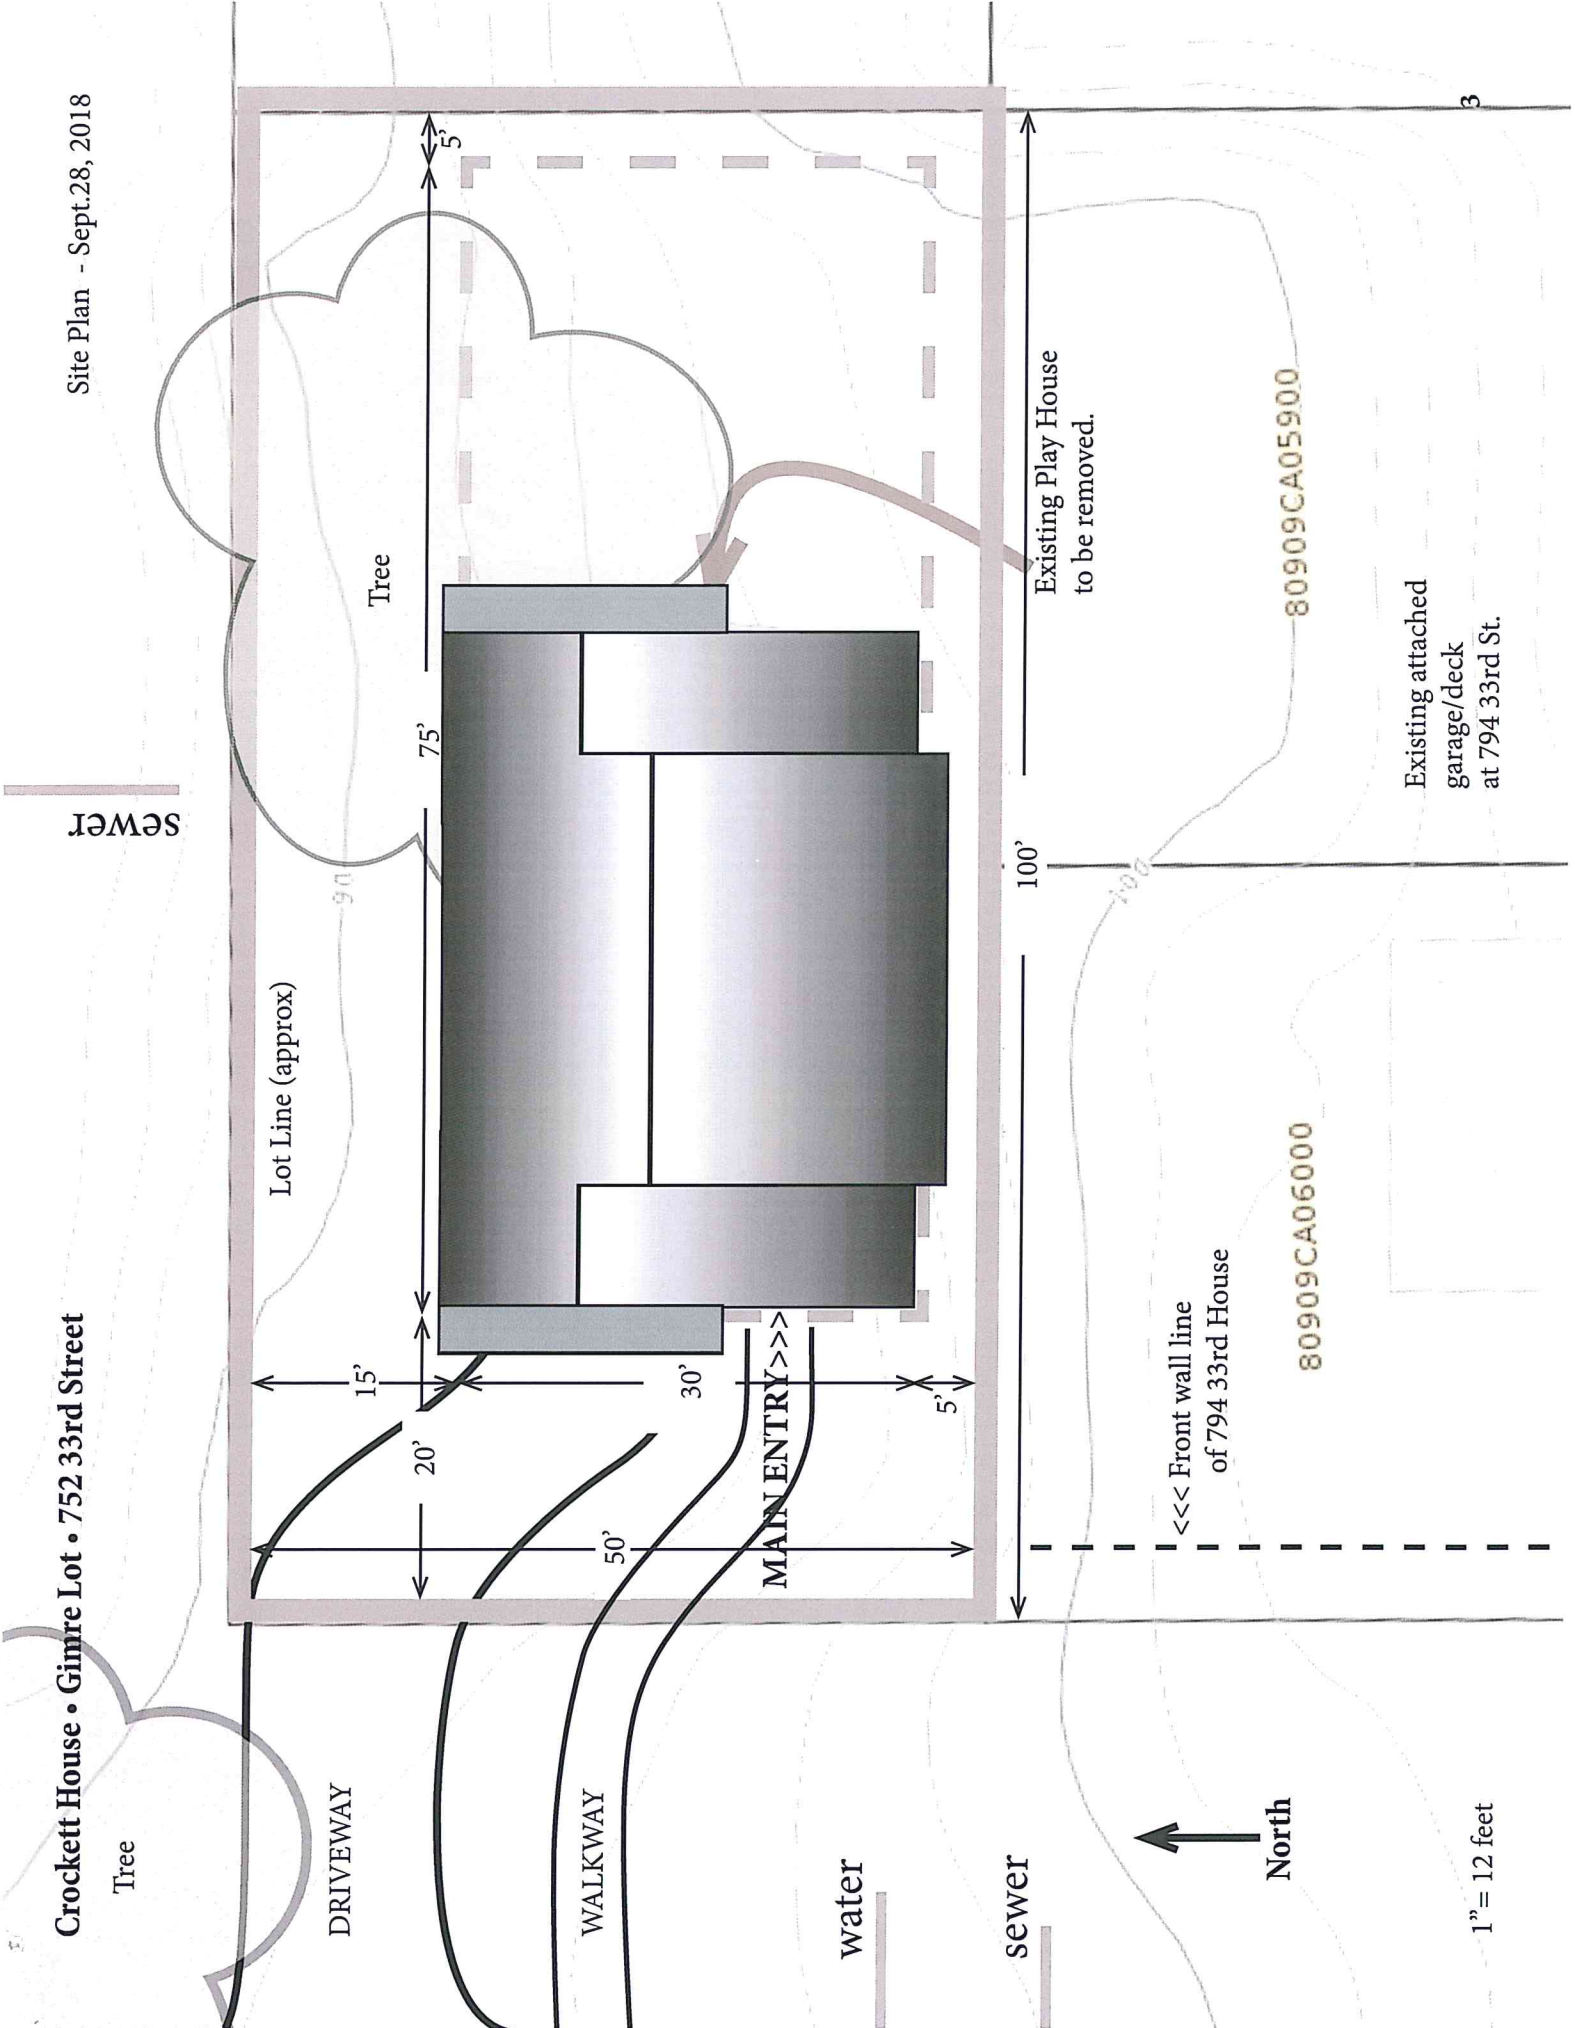 Crockett House • Gimre Lot • 752 33rd Street
Site Plan - Sept.28, 2018
Tree
sewer
Lot Line (approx)
Tree
90
DRIVEWAY
20'
15'
75'
5'
WALKWAY
50'
30'
MAIN ENTRY>>>
5'
water
sewer
100'
Existing Play House
to be removed.
100
<<< Front wall line
of 794 33rd House
North
80909CA06000
80909CA05900
Existing attached
garage/deck
at 794 33rd St.
1”= 12 feet
3